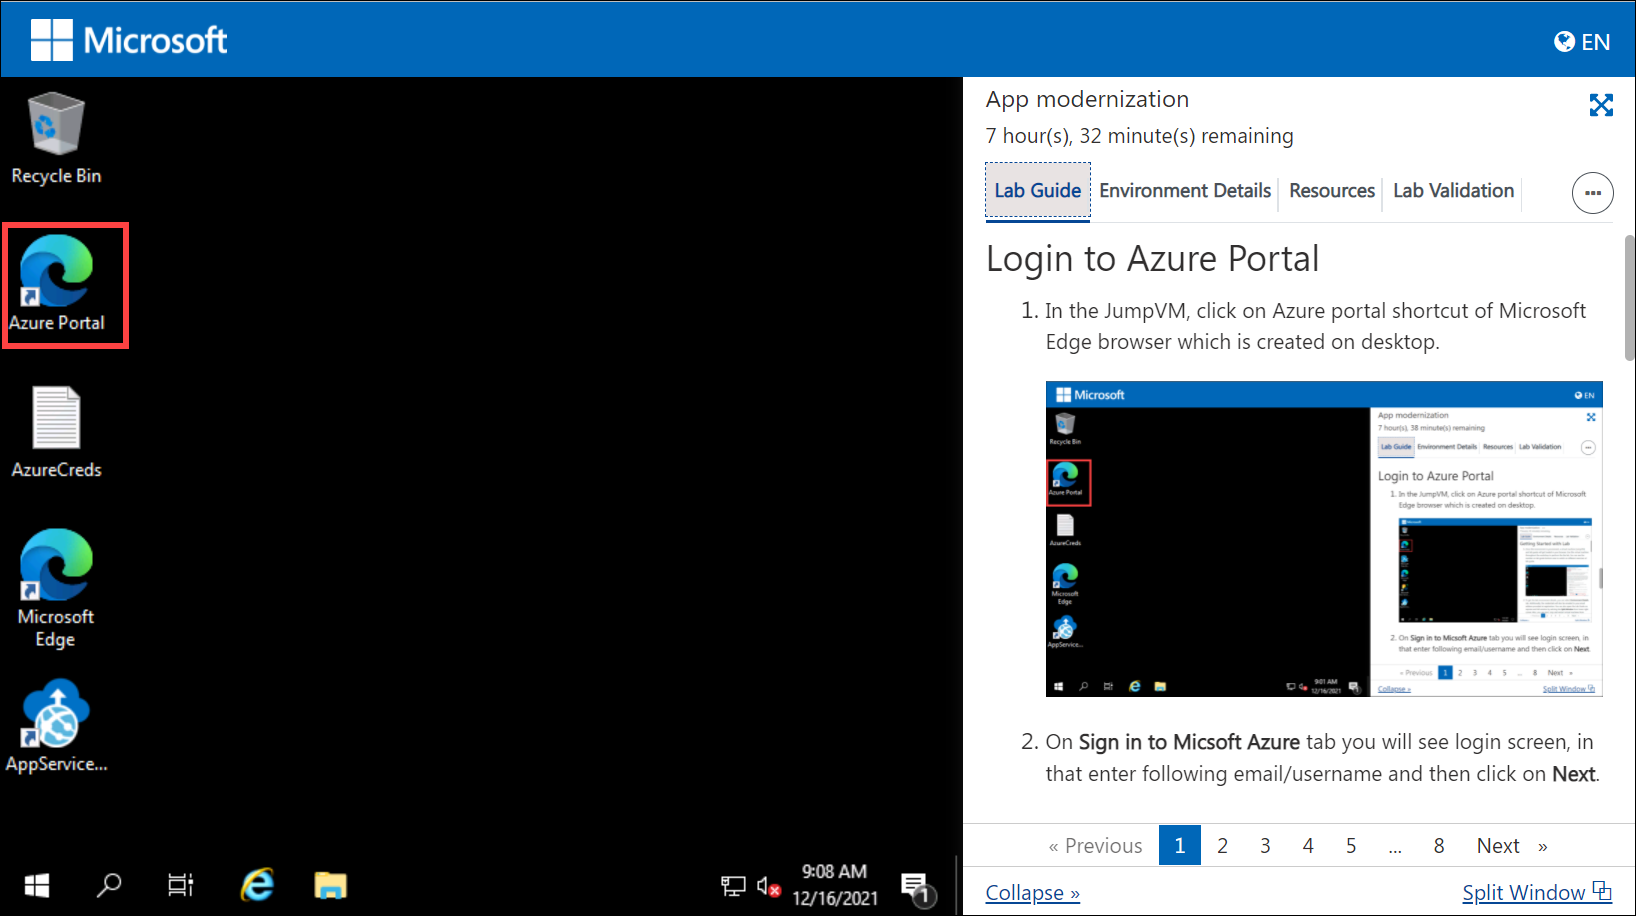 Microsoft
EN
Recycle Bin
Azure Portal
AzureCreds
Microsoft
Edge
AppService...
9:08 AM
12/16/2021
1
App modernization
7 hour(s), 32 minute(s) remaining
Lab Guide
Environment Details
Resources
Lab Validation
Login to Azure Portal
1. In the JumpVM, click on Azure portal shortcut of Microsoft
Edge browser which is created on desktop.
Microsoft
EN
Recycle Bin
Azure Portal
AzureCreds
Microsoft
Edge
AppService...
9:01 AM
12/16/2021
App modernization
7 hour(s), 38 minute(s) remaining
Lab Guide
Environment Details
Resources
Lab Validation
Login to Azure Portal
1. In the JumpVM, click on Azure portal shortcut of Microsoft
Edge browser which is created on desktop.
Getting Started with Lab
2. On Sign in to Micsoft Azure tab you will see login screen, in
that enter following email/username and then click on Next.
« Previous 1 2 3 4 5 ... 8 Next »
Collapse »
Split Window
2. On Sign in to Micsoft Azure tab you will see login screen, in
that enter following email/username and then click on Next.
« Previous 1 2 3 4 5 ... 8 Next »
Collapse »
Split Window